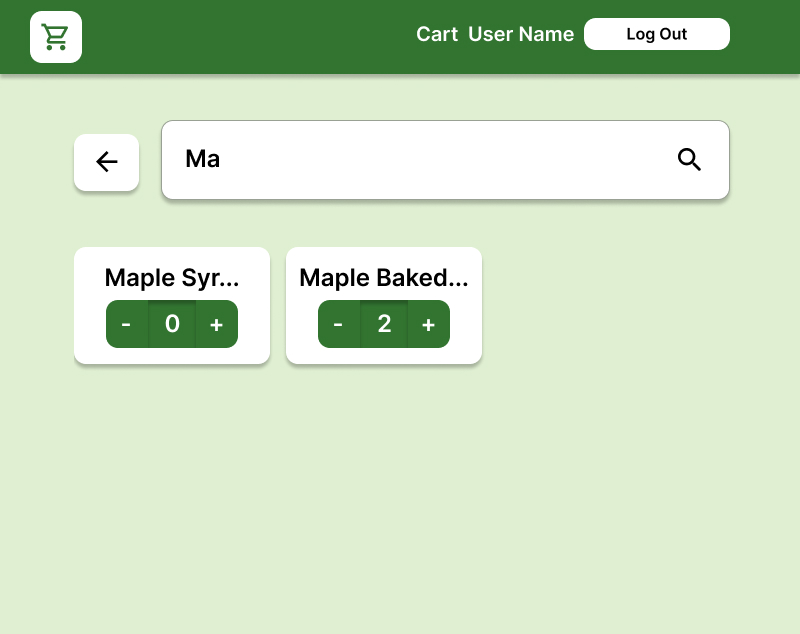 Cart User Name Log Out
Ma
Maple Syr... Maple Baked...
- 0 + - 2 +